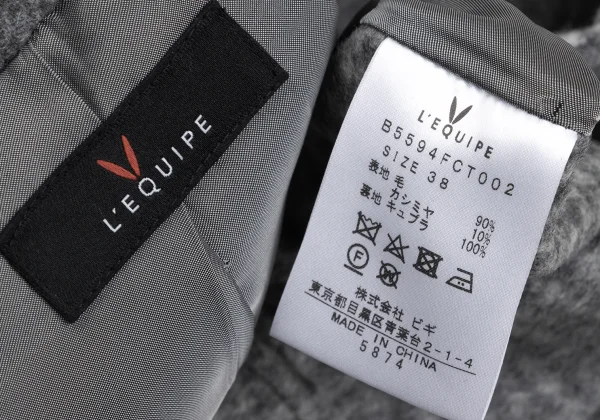 L'EQUIPE
L'EQUIPE
B5594FCT002
SIZE 38
表地 毛 90%
カシミヤ 10%
裏地 キュプラ 100%
F
株式会社 ビギ
東京都目黒区青葉台2-1-4
MADE IN CHINA
5874